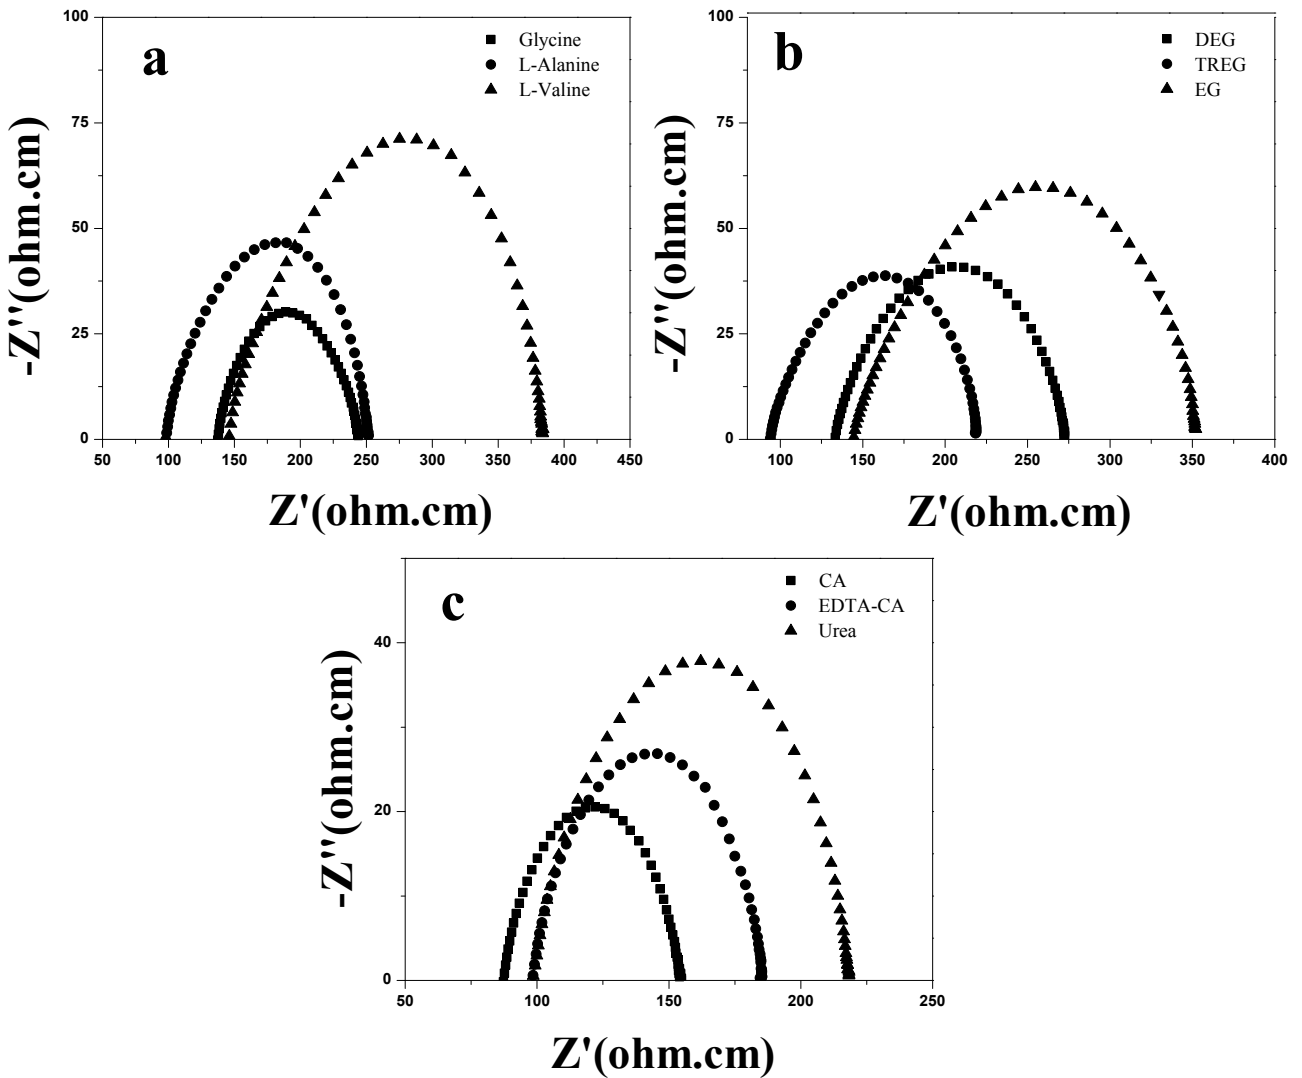 a
Glycine
L-Alanine
L-Valine
-Z''(ohm.cm)
100
75
50
25
0
50 100 150 200 250 300 350 400 450
Z'(ohm.cm)
b
DEG
TREG
EG
-Z''(ohm.cm)
100
75
50
25
0
100 150 200 250 300 350 400
Z'(ohm.cm)
c
CA
EDTA-CA
Urea
-Z''(ohm.cm)
40
20
0
50 100 150 200 250
Z'(ohm.cm)